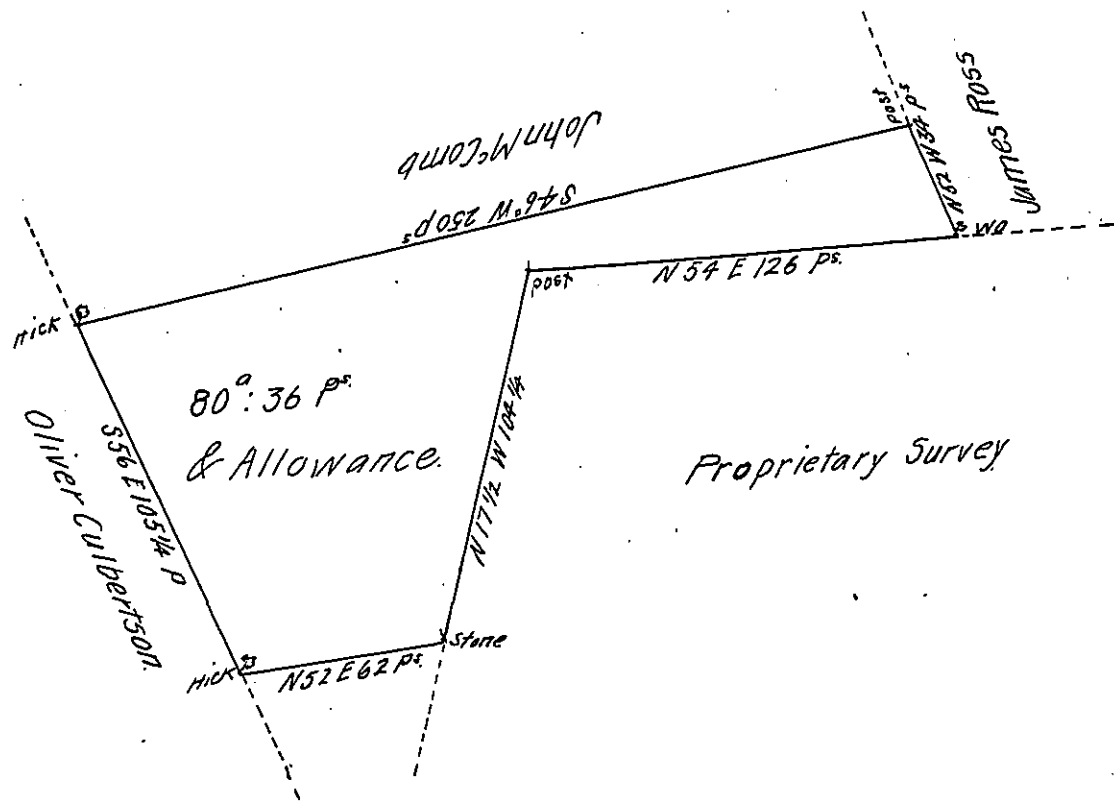 John McComb
S 46° W 250 ps
post
N 52 W 34 ps
James Ross
WO
N 54 E 126 ps.
post
Hick
80a: 36 Ps.
& Allowance.
N 17 1/2 W 104 1/4
Proprietary Survey
S 56 E 105 1/4 P
Oliver Culbertson.
Stone
Hick
N 52 E 62 ps.